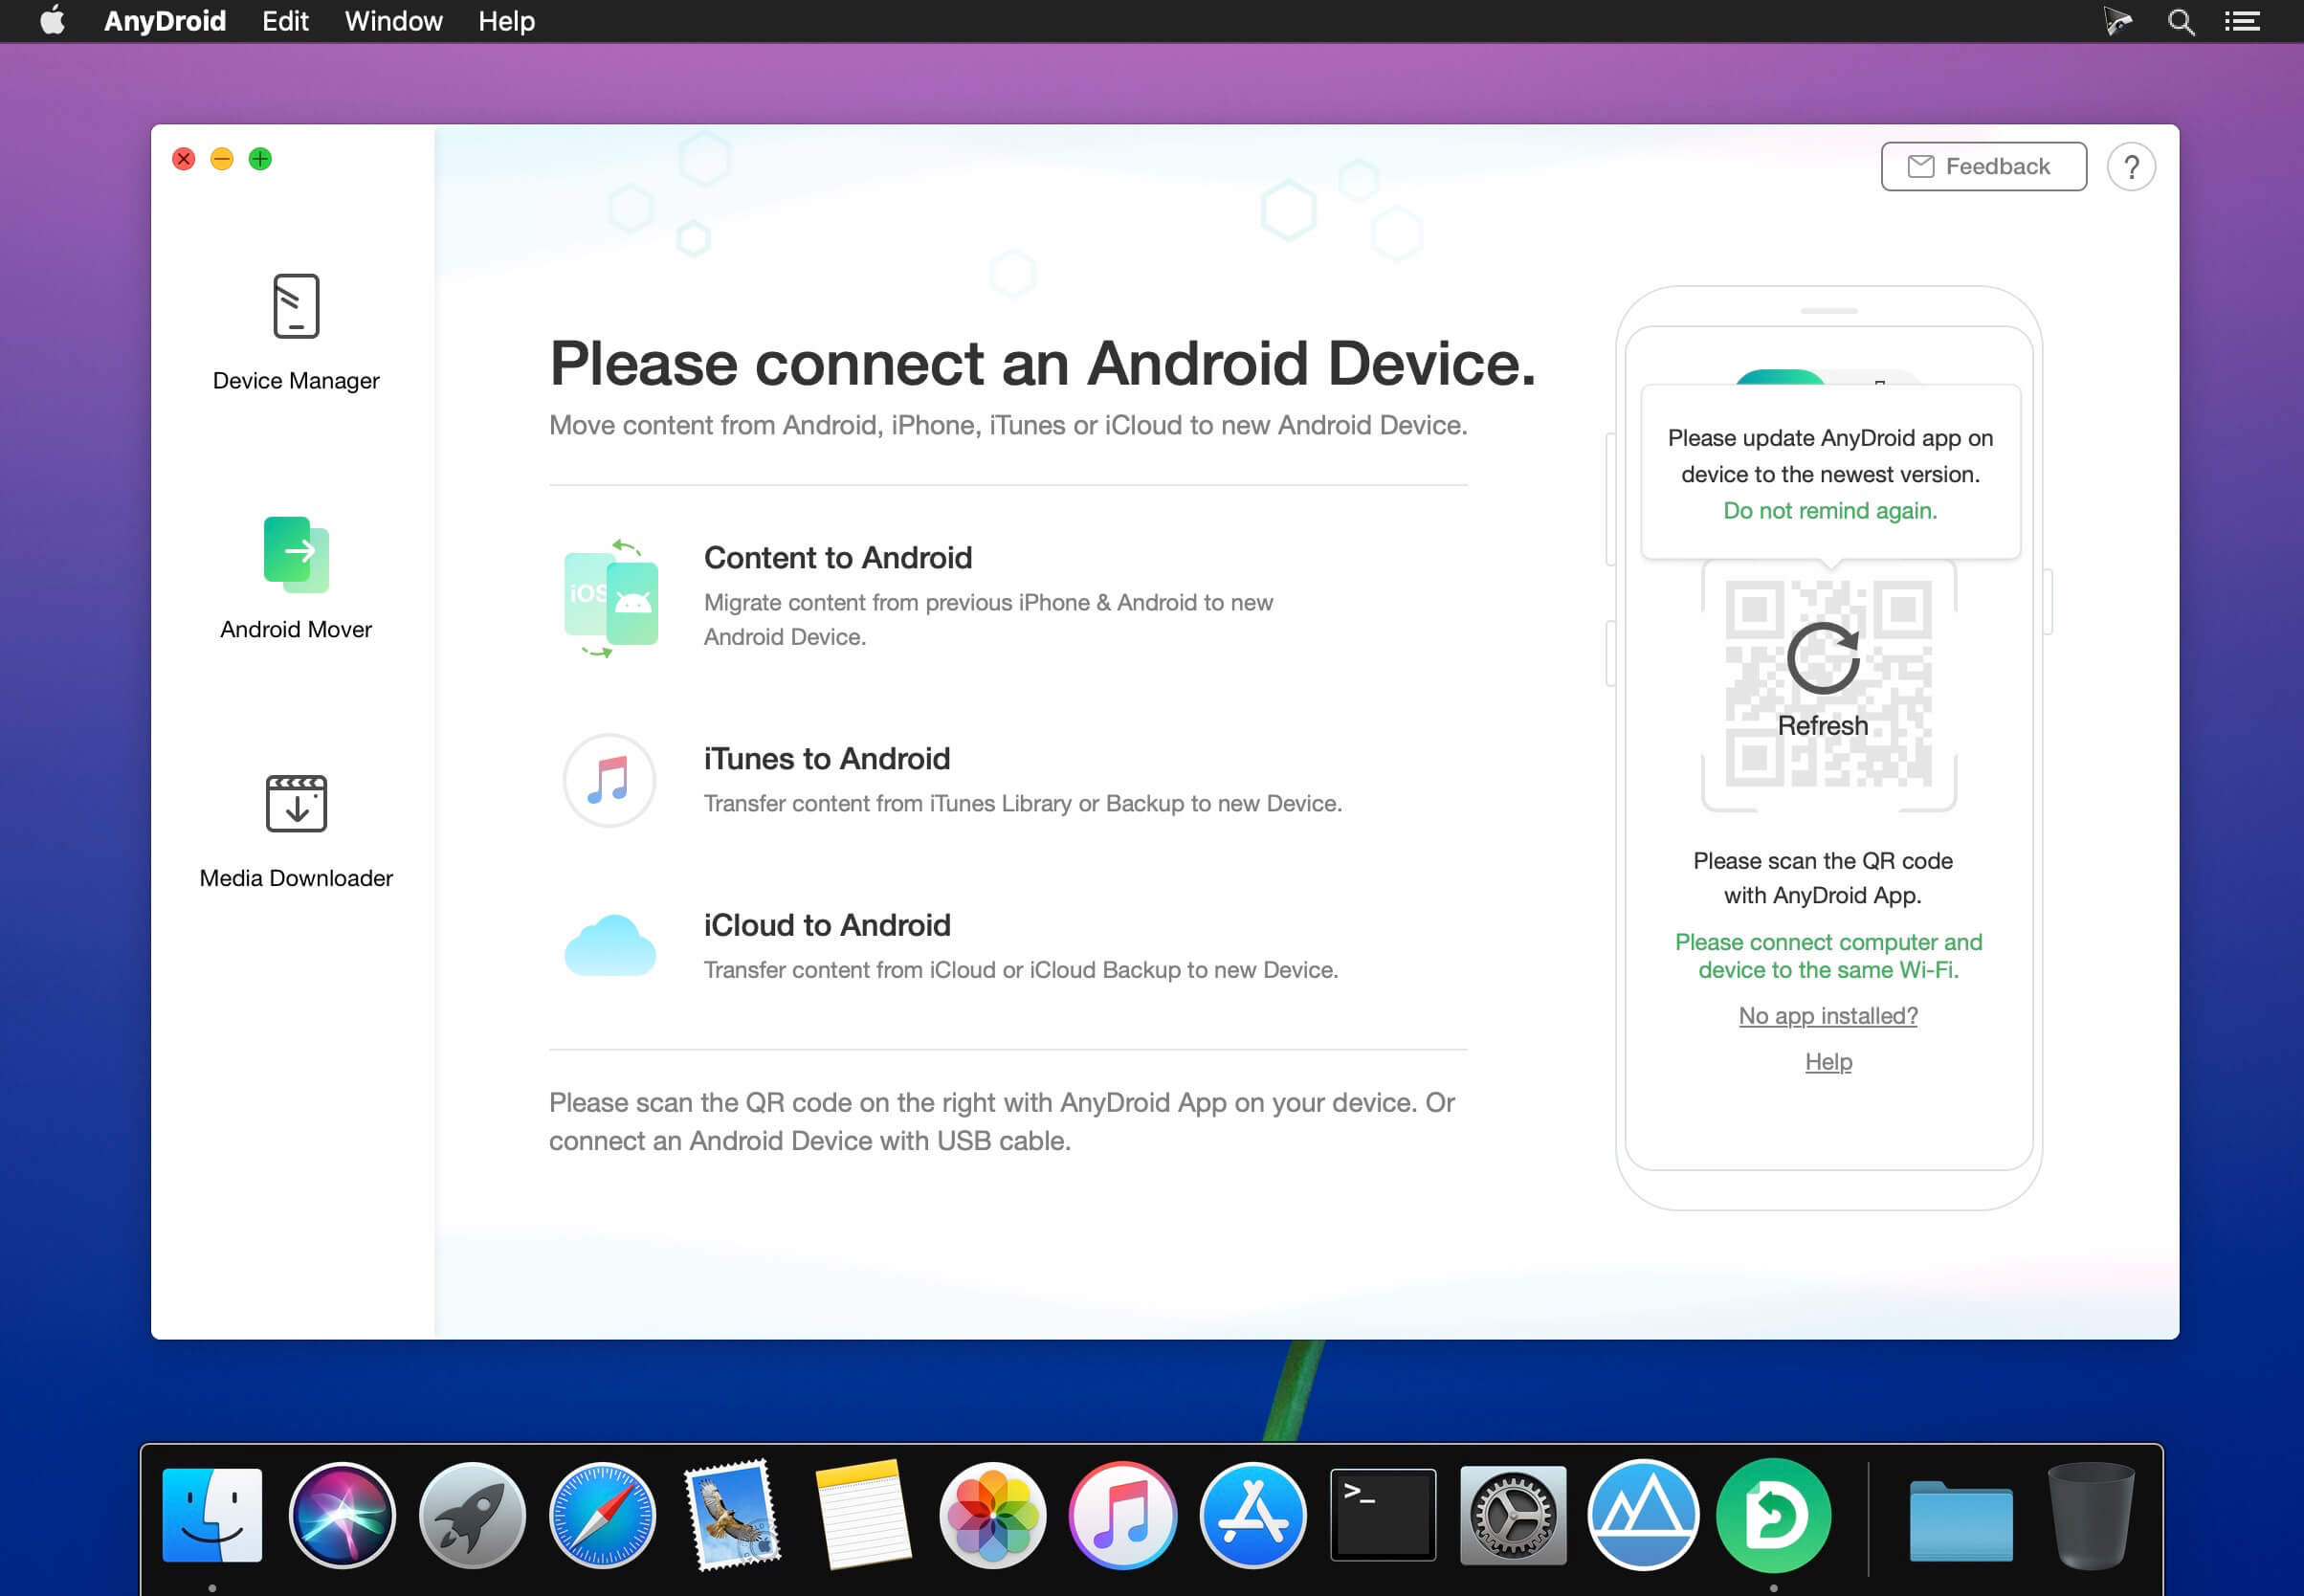 AnyDroid Edit Window Help
Feedback
?
Device Manager
Android Mover
Media Downloader
Please connect an Android Device.
Move content from Android, iPhone, iTunes or iCloud to new Android Device.
iOS
Content to Android
Migrate content from previous iPhone & Android to new
Android Device.
iTunes to Android
Transfer content from iTunes Library or Backup to new Device.
iCloud to Android
Transfer content from iCloud or iCloud Backup to new Device.
Please scan the QR code on the right with AnyDroid App on your device. Or
connect an Android Device with USB cable.
Please update AnyDroid app on
device to the newest version.
Do not remind again.
Refresh
Please scan the QR code
with AnyDroid App.
Please connect computer and
device to the same Wi-Fi.
No app installed?
Help
>_